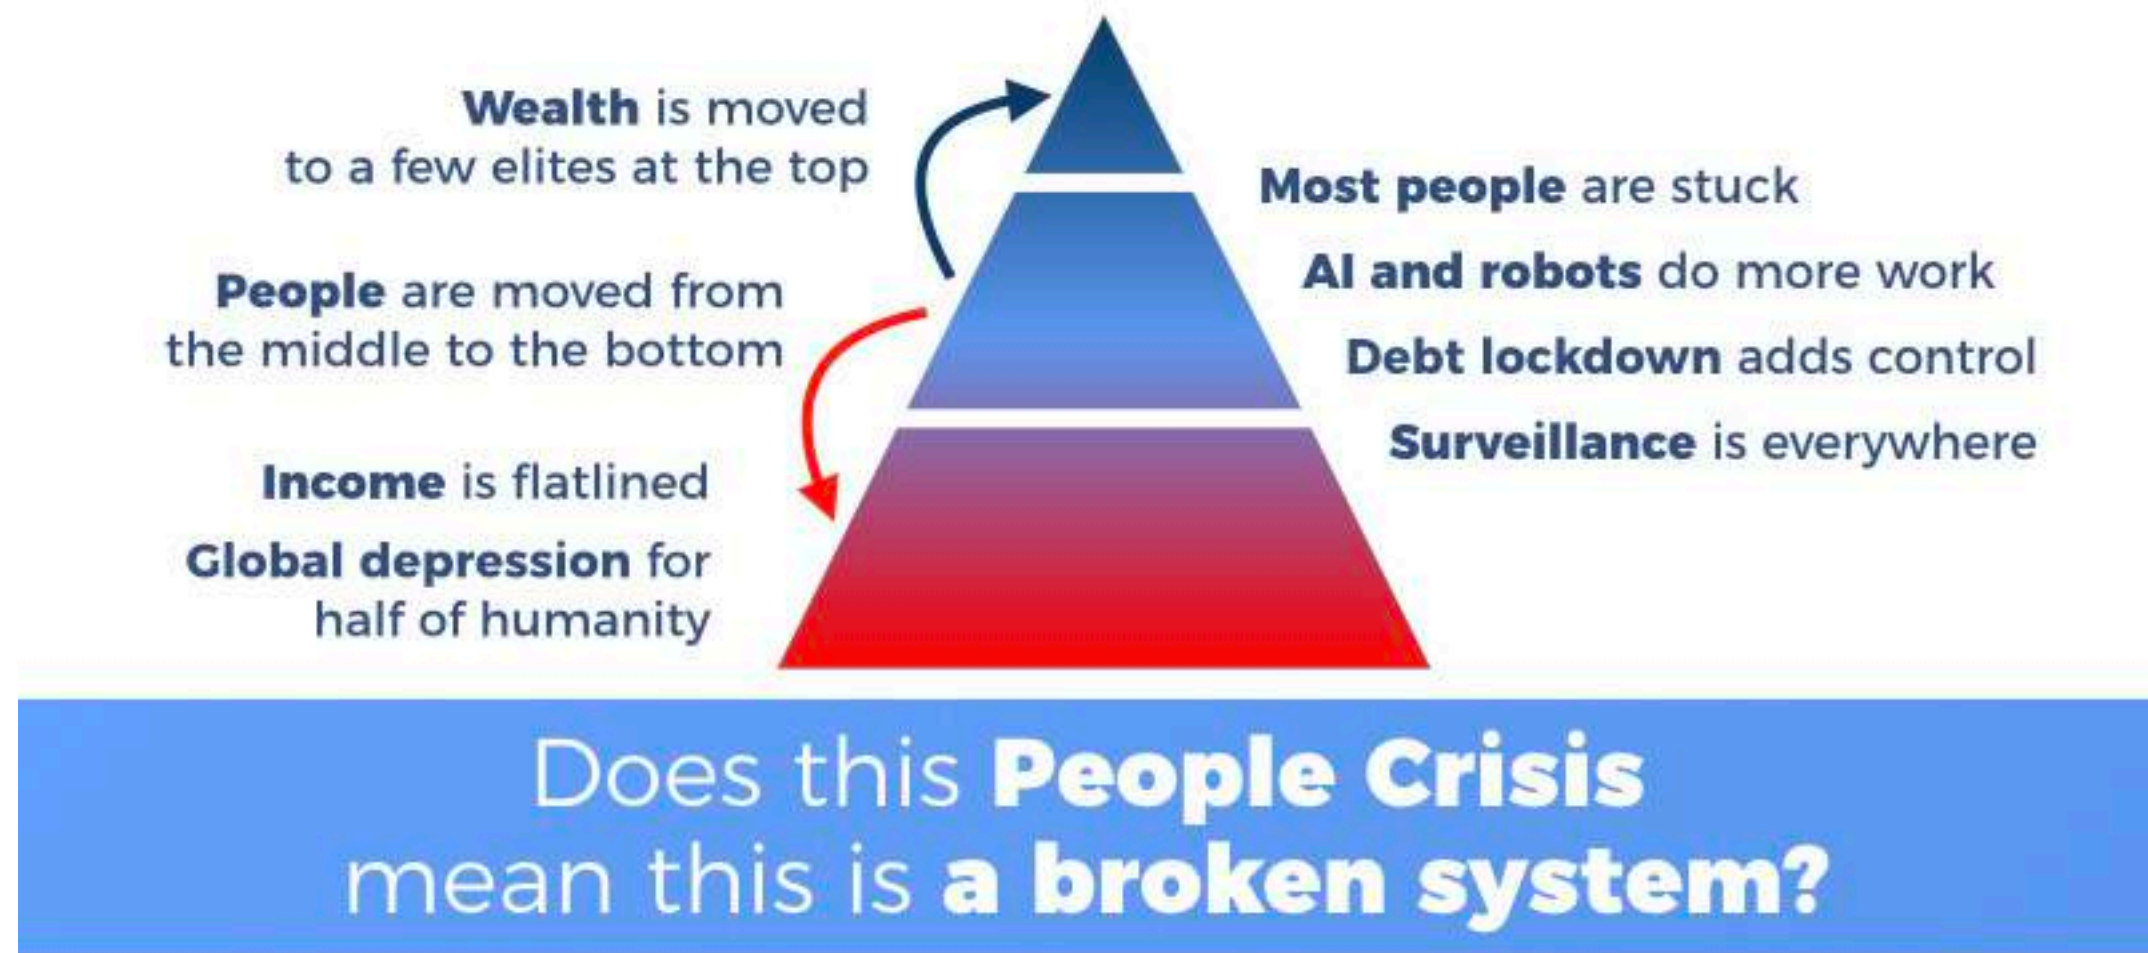 Wealth is moved
to a few elites at the top
People are moved from
the middle to the bottom
Income is flatlined
Global depression for
half of humanity
Most people are stuck
AI and robots do more work
Debt lockdown adds control
Surveillance is everywhere
Does this People Crisis
mean this is a broken system?